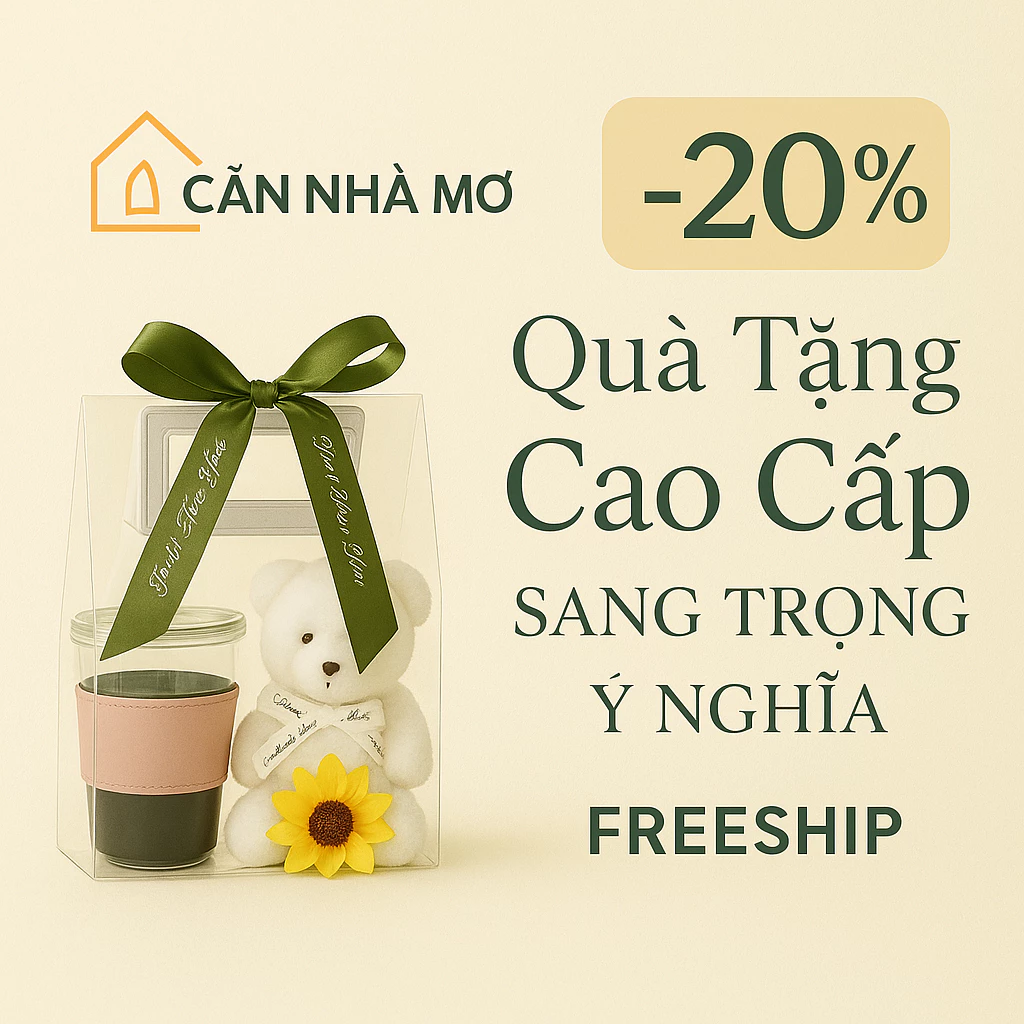 CĂN NHÀ MƠ
-20%
Quà Tặng
Cao Cấp
SANG TRỌNG
Ý NGHĨA
FREESHIP